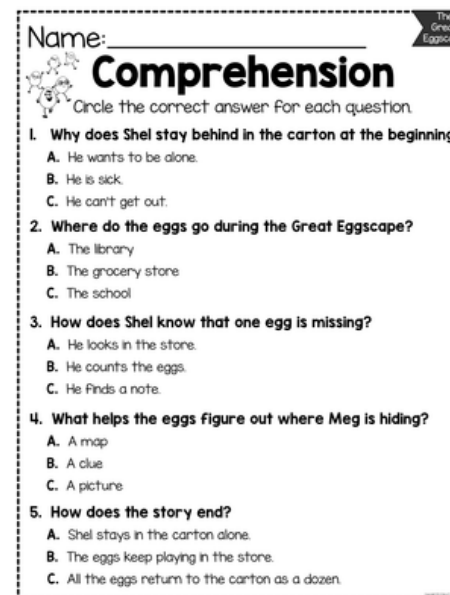 The
Name:
Comprehension
Circle the correct answer for each question.
1. Why does Shel stay behind in the carton at the beginning
A. He wants to be alone.
B. He is sick.
C. He can't get out.
2. Where do the eggs go during the Great Eggscape?
A. The library
B. The grocery store
C. The school
3. How does Shel know that one egg is missing?
A. He looks in the store.
B. He counts the eggs.
C. He finds a note.
4. What helps the eggs figure out where Meg is hiding?
A. A map
B. A clue
C. A picture
5. How does the story end?
A. Shel stays in the carton alone.
B. The eggs keep playing in the store.
C. All the eggs return to the carton as a dozen.